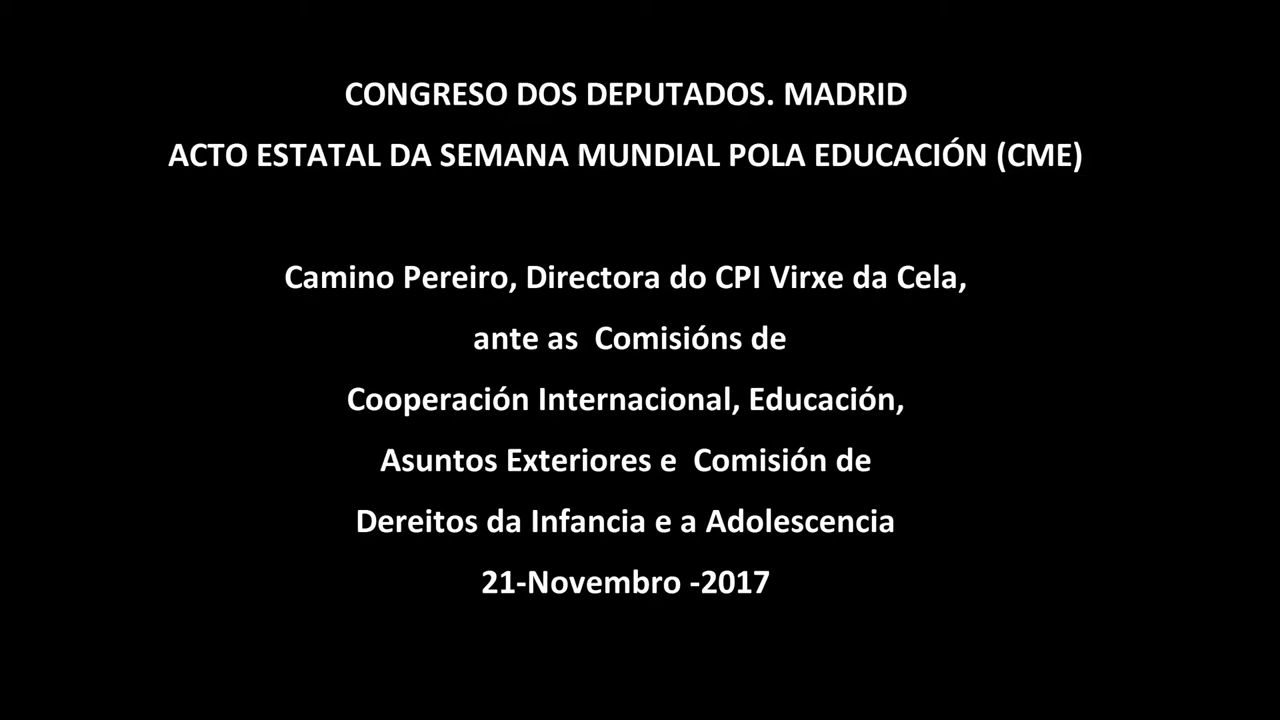 CONGRESO DOS DEPUTADOS. MADRID
ACTO ESTATAL DA SEMANA MUNDIAL POLA EDUCACIÓN (CME)
Camino Pereiro, Directora do CPI Virxe da Cela,
ante as  Comisións de
Cooperación Internacional, Educación,
Asuntos Exteriores e  Comisión de
Dereitos da Infancia e a Adolescencia
21-Novembro -2017